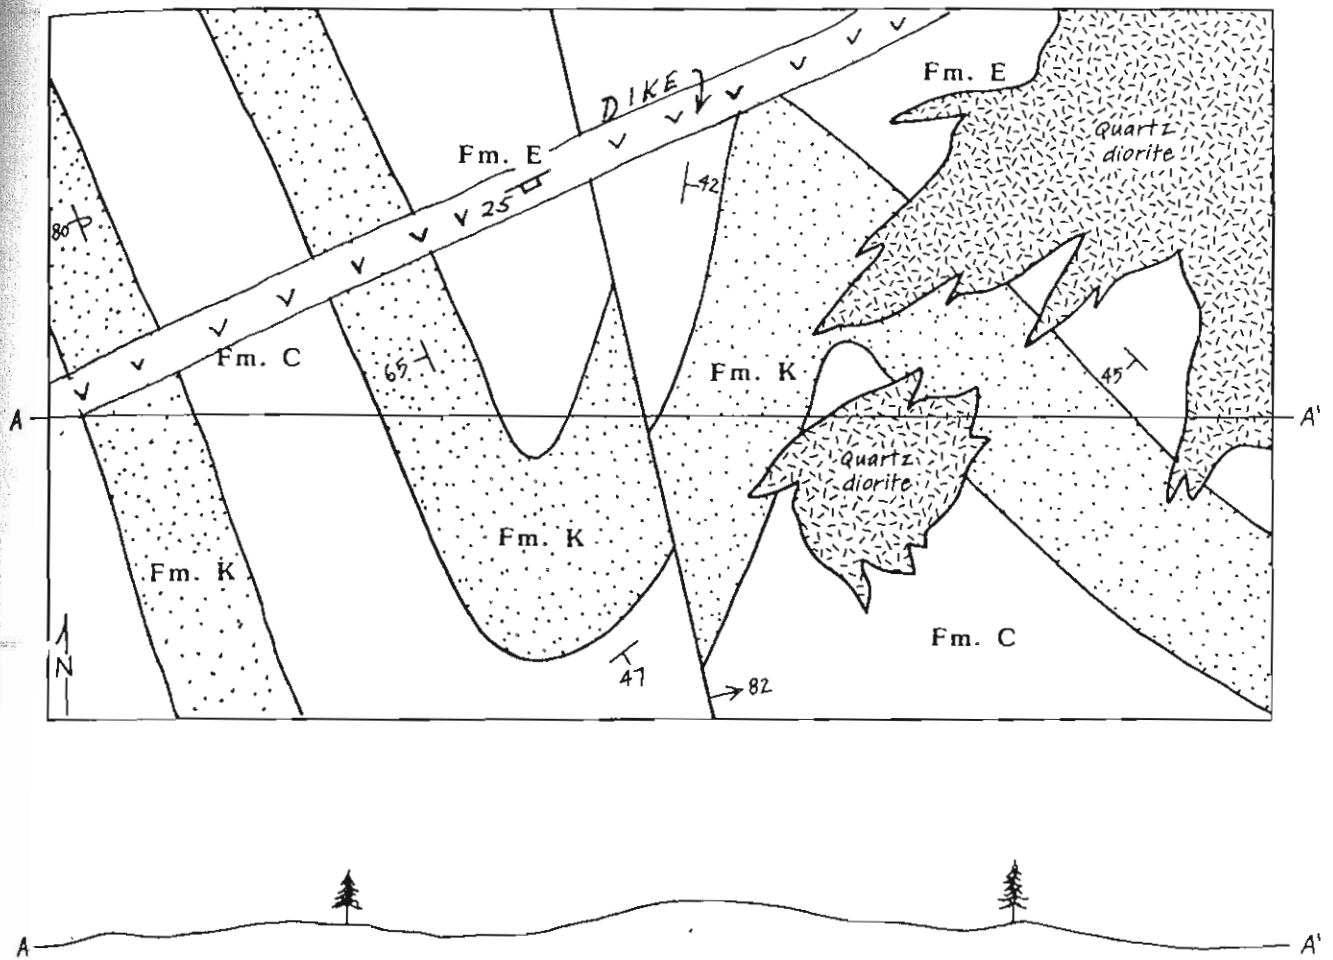 DIKE
Fm. E
Quartz
diorite
Fm. E
42
25
80
Fm. C
65
Fm. K
45
A
A'
Quartz
diorite
Fm. K
Fm. K
Fm. C
N
47
82
A
A'